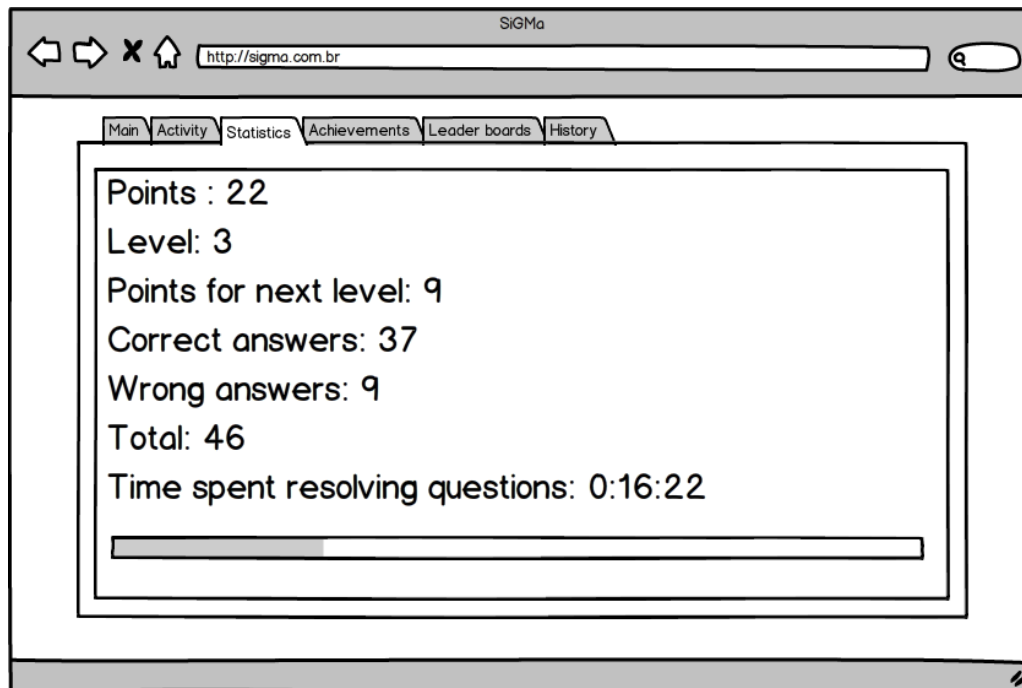 SiGMa
http://sigma.com.br
Main Activity Statistics Achievements Leader boards History
Points : 22
Level: 3
Points for next level: 9
Correct answers: 37
Wrong answers: 9
Total: 46
Time spent resolving questions: 0:16:22